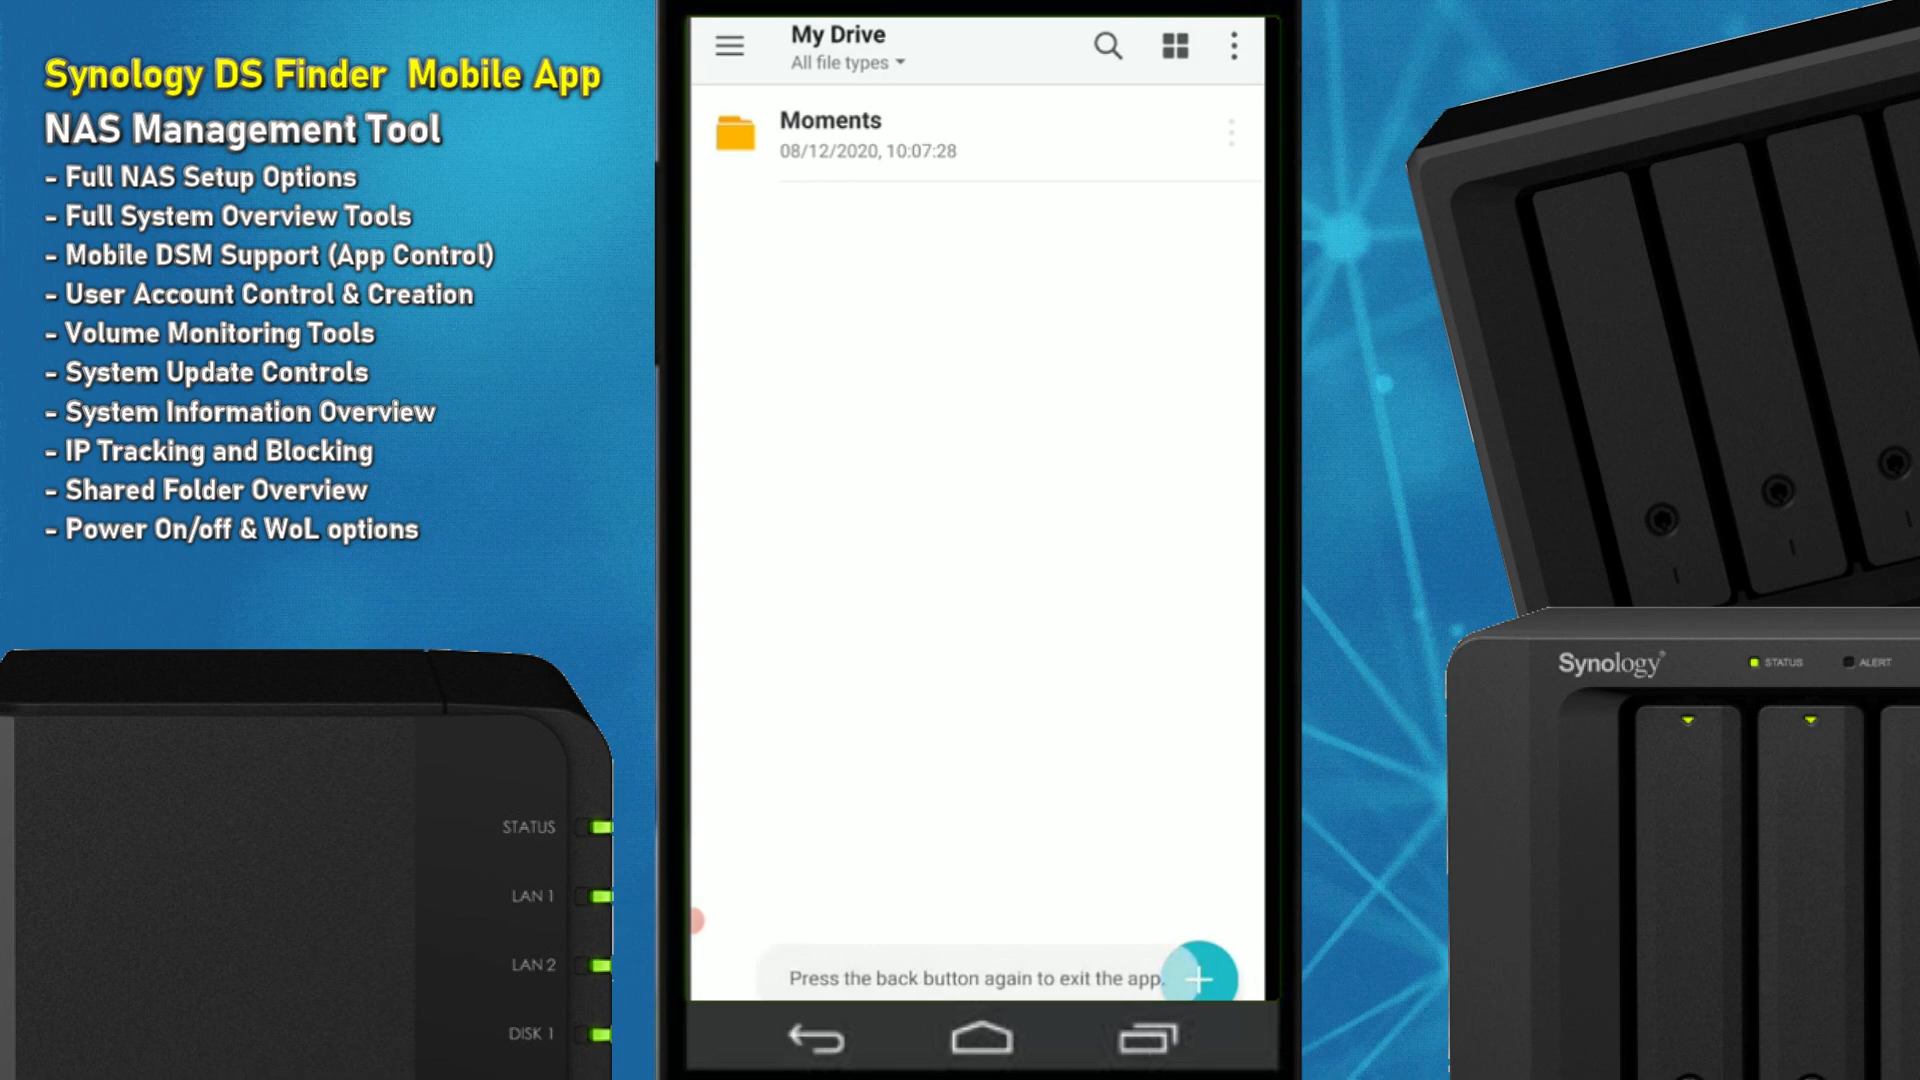 Synology DS Finder Mobile App
NAS Management Tool
- Full NAS Setup Options
- Full System Overview Tools
- Mobile DSM Support (App Control)
- User Account Control & Creation
- Volume Monitoring Tools
- System Update Controls
- System Information Overview
- IP Tracking and Blocking
- Shared Folder Overview
- Power On/off & WoL options
My Drive
All file types
Moments
08/12/2020, 10:07:28
Press the back button again to exit the app.
STATUS
LAN 1
LAN 2
DISK 1
Synology®
STATUS
ALERT